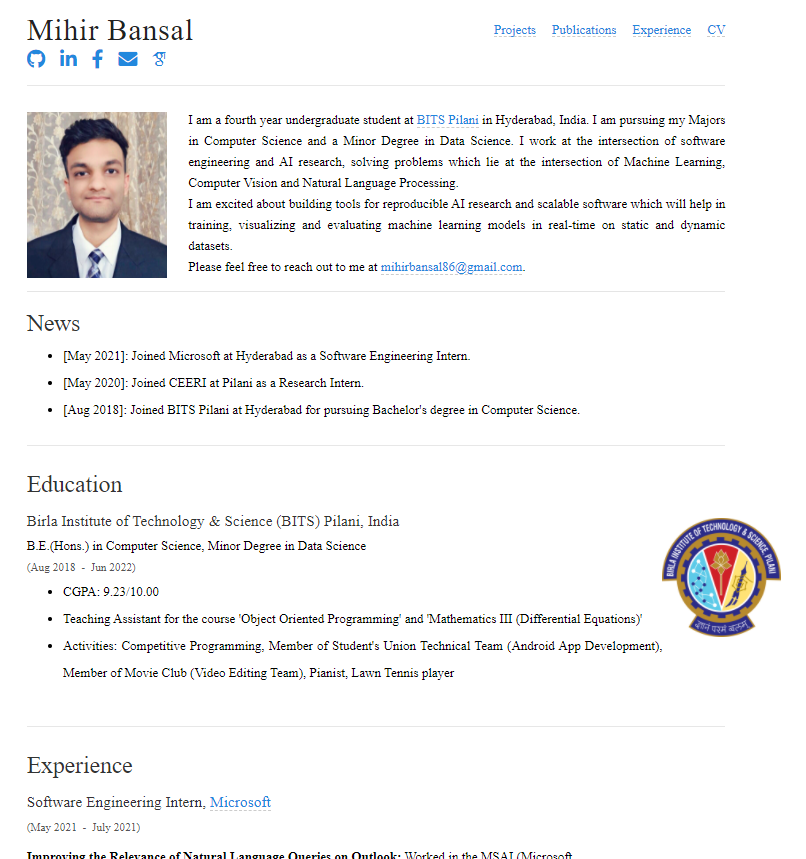 Mihir Bansal
Projects Publications Experience CV
I am a fourth year undergraduate student at BITS Pilani in Hyderabad, India. I am pursuing my Majors
in Computer Science and a Minor Degree in Data Science. I work at the intersection of software
engineering and AI research, solving problems which lie at the intersection of Machine Learning,
Computer Vision and Natural Language Processing.
I am excited about building tools for reproducible AI research and scalable software which will help in
training, visualizing and evaluating machine learning models in real-time on static and dynamic
datasets.
Please feel free to reach out to me at mihirbansal86@gmail.com.
News
[May 2021]: Joined Microsoft at Hyderabad as a Software Engineering Intern.
[May 2020]: Joined CEERI at Pilani as a Research Intern.
[Aug 2018]: Joined BITS Pilani at Hyderabad for pursuing Bachelor's degree in Computer Science.
Education
Birla Institute of Technology & Science (BITS) Pilani, India
B.E.(Hons.) in Computer Science, Minor Degree in Data Science
(Aug 2018 - Jun 2022)
CGPA: 9.23/10.00
Teaching Assistant for the course 'Object Oriented Programming' and 'Mathematics III (Differential Equations)'
Activities: Competitive Programming, Member of Student's Union Technical Team (Android App Development),
Member of Movie Club (Video Editing Team), Pianist, Lawn Tennis player
BIRLA INSTITUTE OF TECHNOLOGY & SCIENCE, PILANI
ज्ञानं परमं बलम्
Experience
Software Engineering Intern, Microsoft
(May 2021 - July 2021)
Improving the Relevance of Natural Language Queries on Outlook: Worked in the MSAI (Microsoft